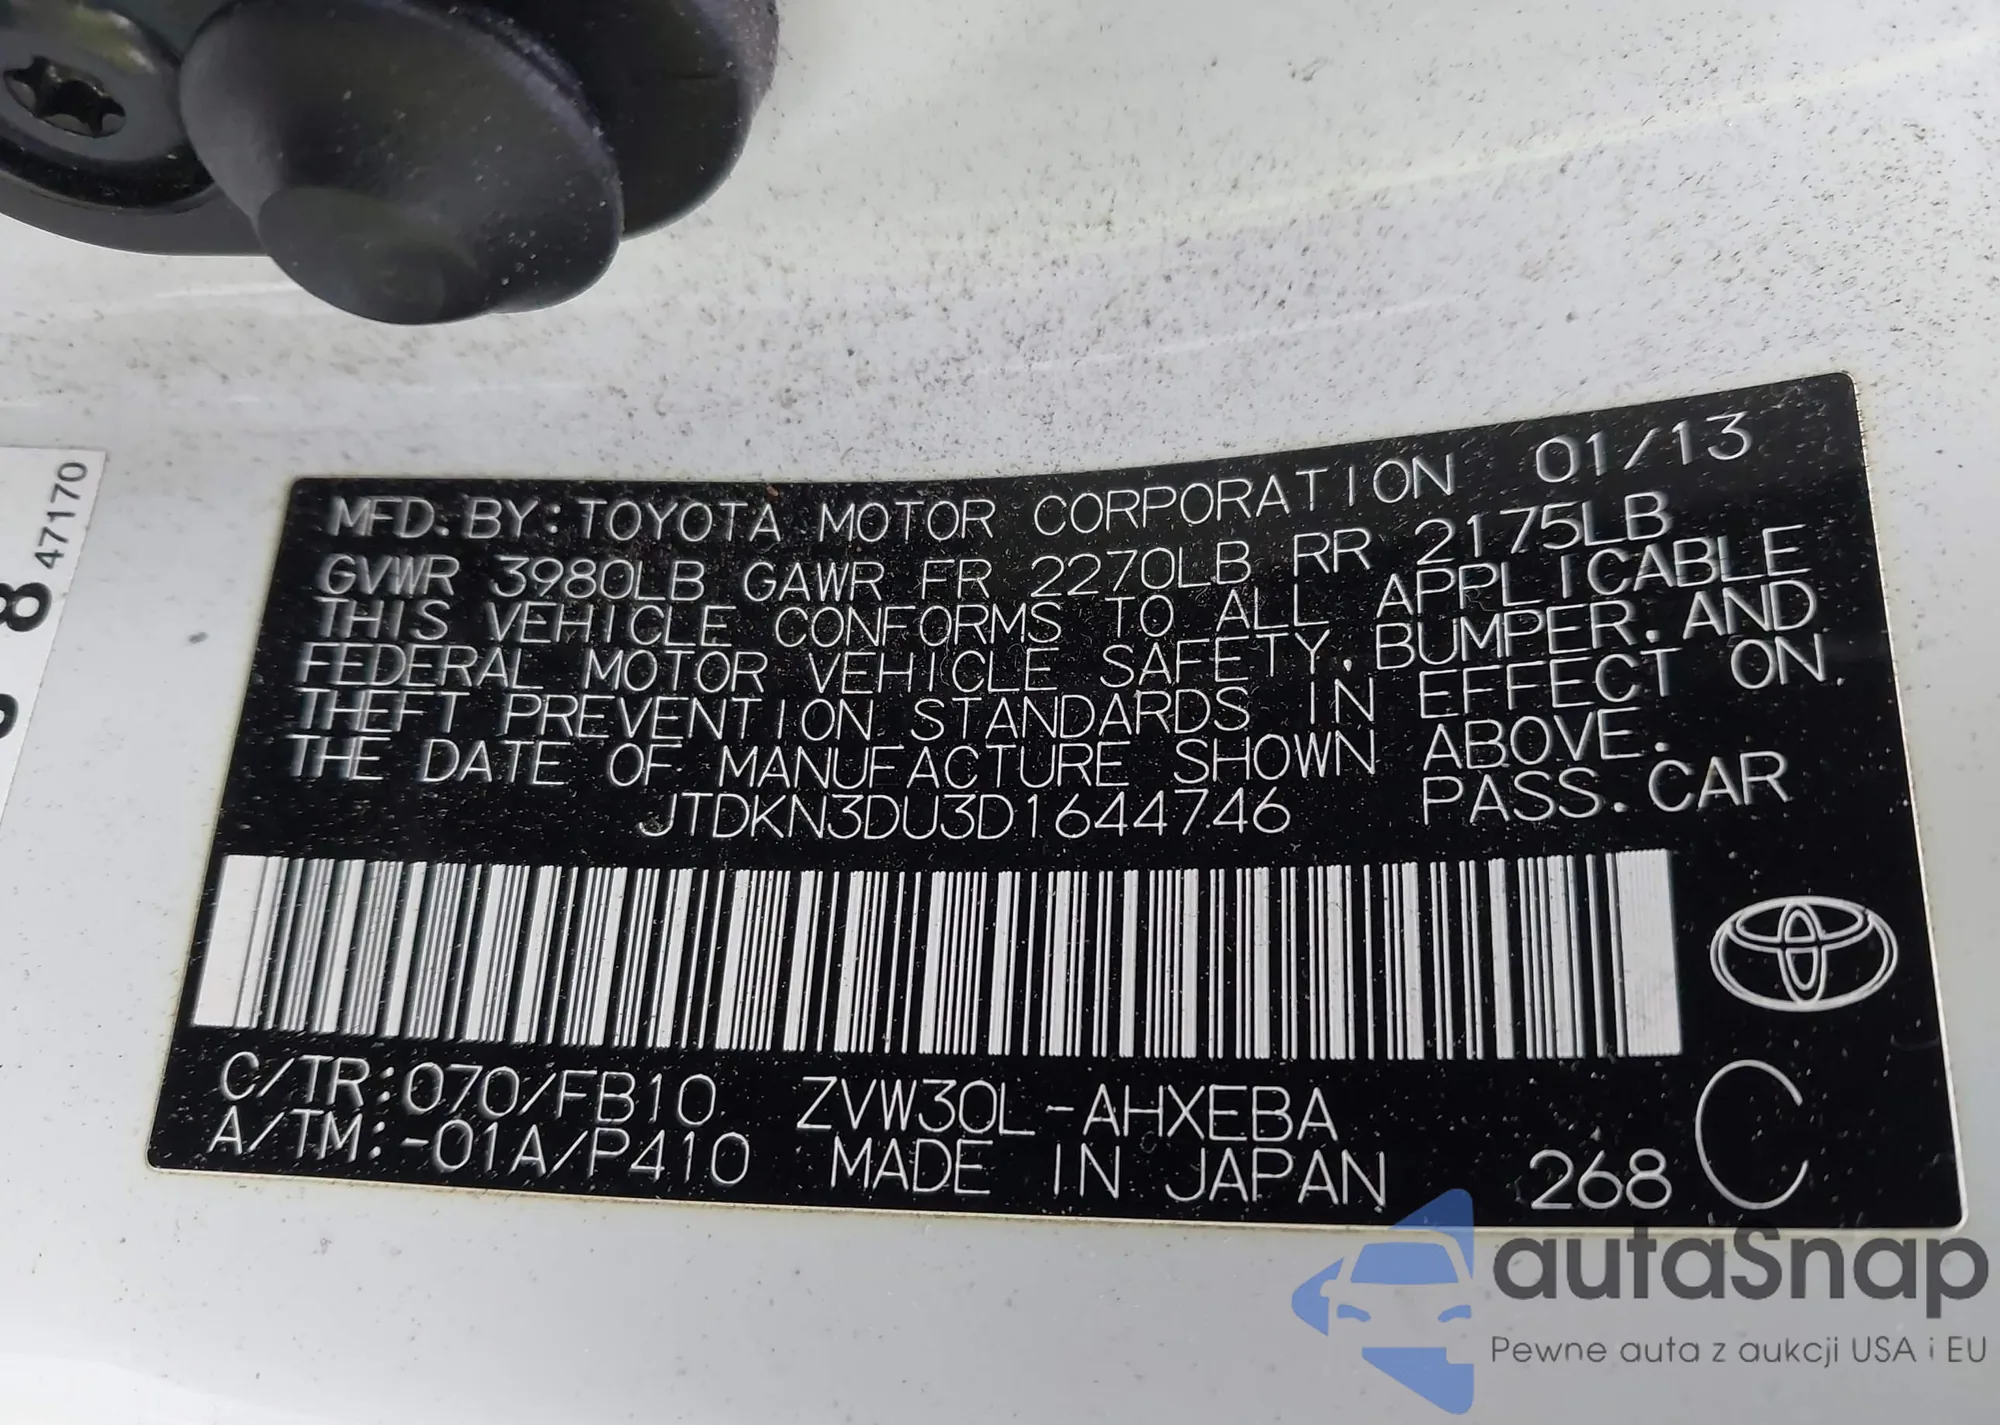 47170
8
MFD. BY: TOYOTA MOTOR CORPORATION 01/13
GVWR 3980LB GAWR FR 2270LB RR 2175LB
THIS VEHICLE CONFORMS TO ALL APPLICABLE
FEDERAL MOTOR VEHICLE SAFETY, BUMPER, AND
THEFT PREVENTION STANDARDS IN EFFECT ON
THE DATE OF MANUFACTURE SHOWN ABOVE.
JTDKN3DU3D1644746 PASS. CAR
C/TR:070/FB10 ZVW30L-AHXEBA
A/TM:-01A/P410 MADE IN JAPAN 268 C
autaSnap
Pewne auta z aukcji USA i EU